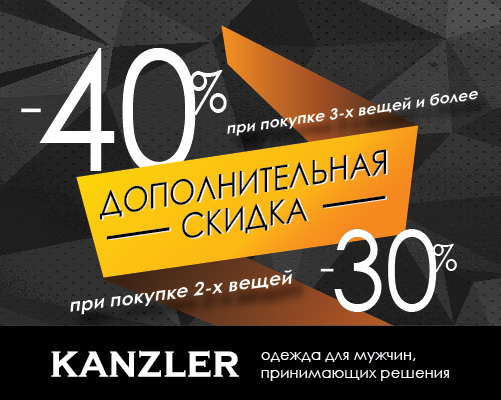 -40%
при покупке 3-х вещей и более
ДОПОЛНИТЕЛЬНАЯ
СКИДКА
-30%
при покупке 2-х вещей
KANZLER
одежда для мужчин,
принимающих решения